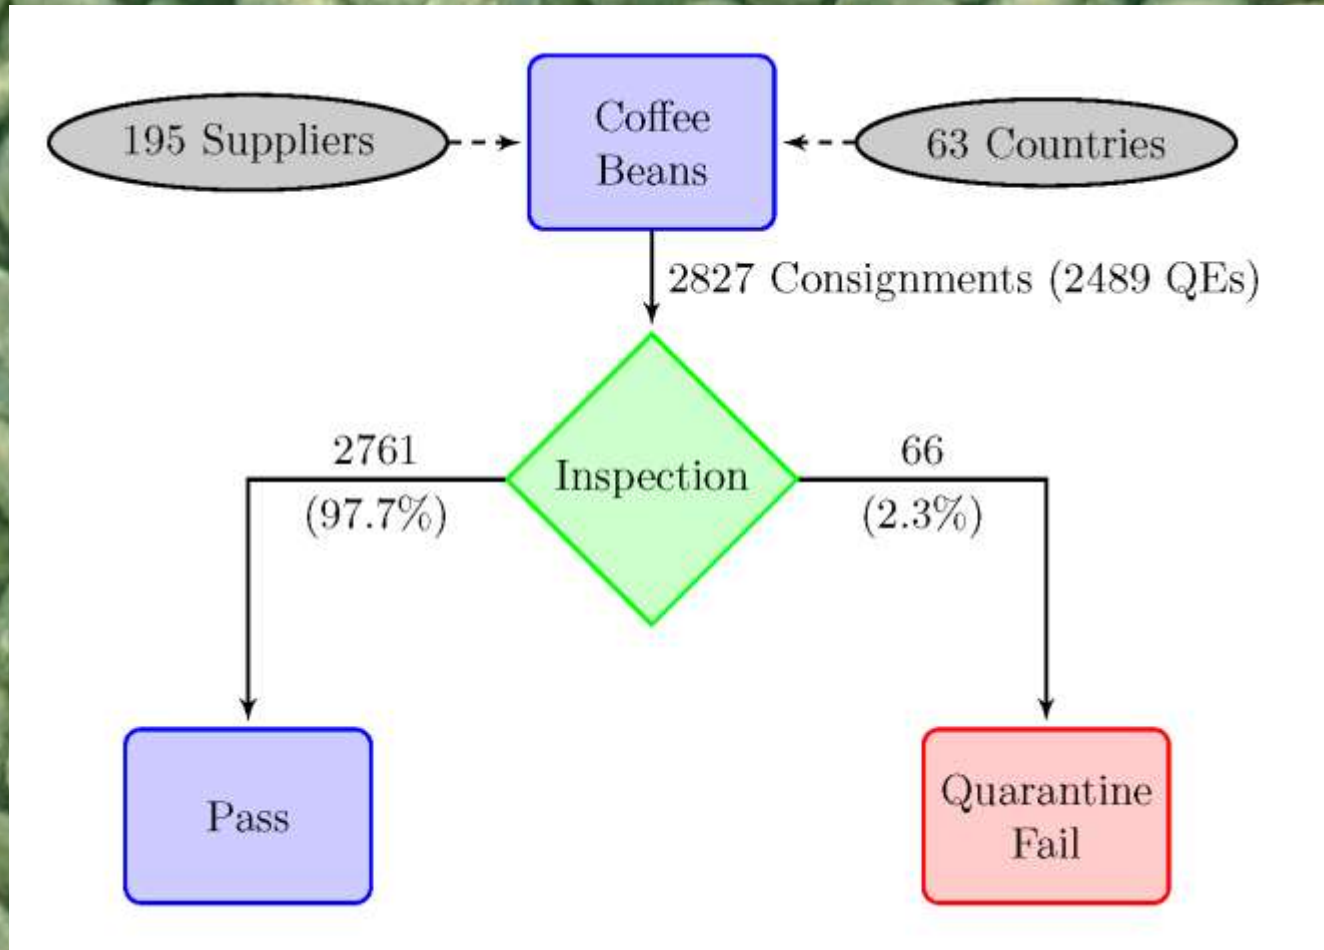 195 Suppliers
Coffee
Beans
63 Countries
2827 Consignments (2489 QEs)
2761
(97.7%)
Inspection
66
(2.3%)
Pass
Quarantine
Fail